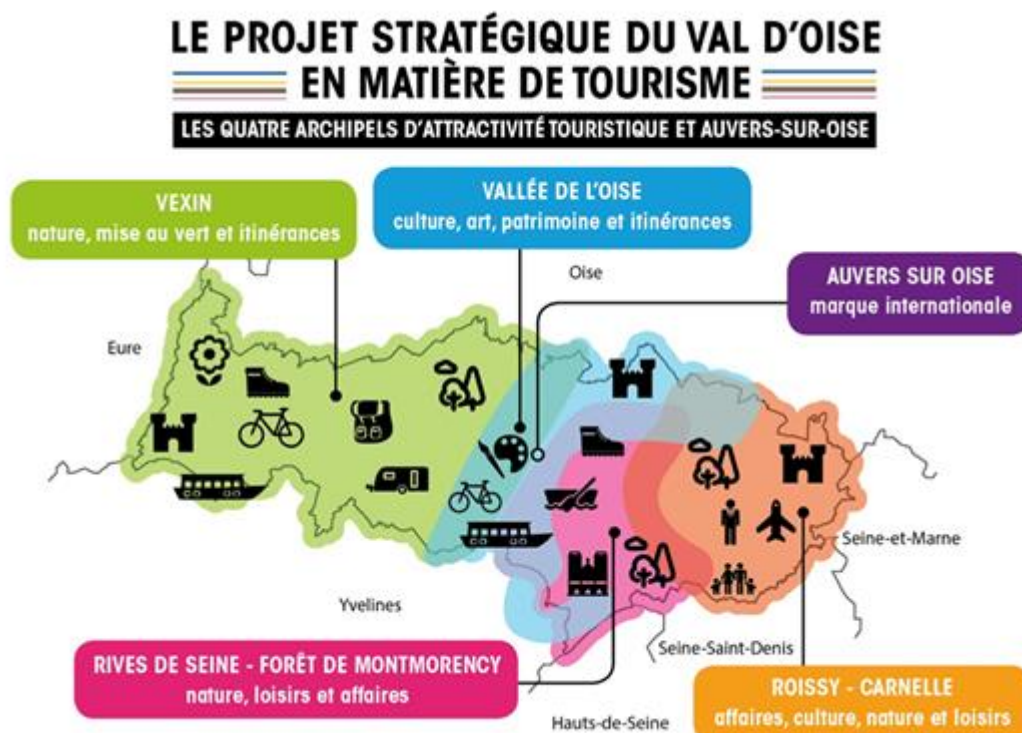 LE PROJET STRATÉGIQUE DU VAL D'OISE
EN MATIÈRE DE TOURISME
LES QUATRE ARCHIPELS D'ATTRACTIVITÉ TOURISTIQUE ET AUVERS-SUR-OISE
VEXIN
nature, mise au vert et itinérances
VALLÉE DE L'OISE
culture, art, patrimoine et itinérances
Oise
AUVERS SUR OISE
marque internationale
Eure
Seine-et-Marne
Yvelines
Seine-Saint-Denis
RIVES DE SEINE - FORÊT DE MONTMORENCY
nature, loisirs et affaires
ROISSY - CARNELLE
affaires, culture, nature et loisirs
Hauts-de-Seine